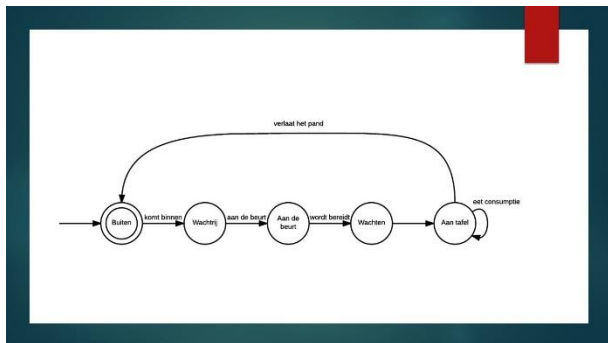 verlaat het pand
eet consumptie
Buiten
komt binnen
Wachtrij
aan de beurt
Aan de
beurt
wordt bereidt
Wachten
Aan tafel